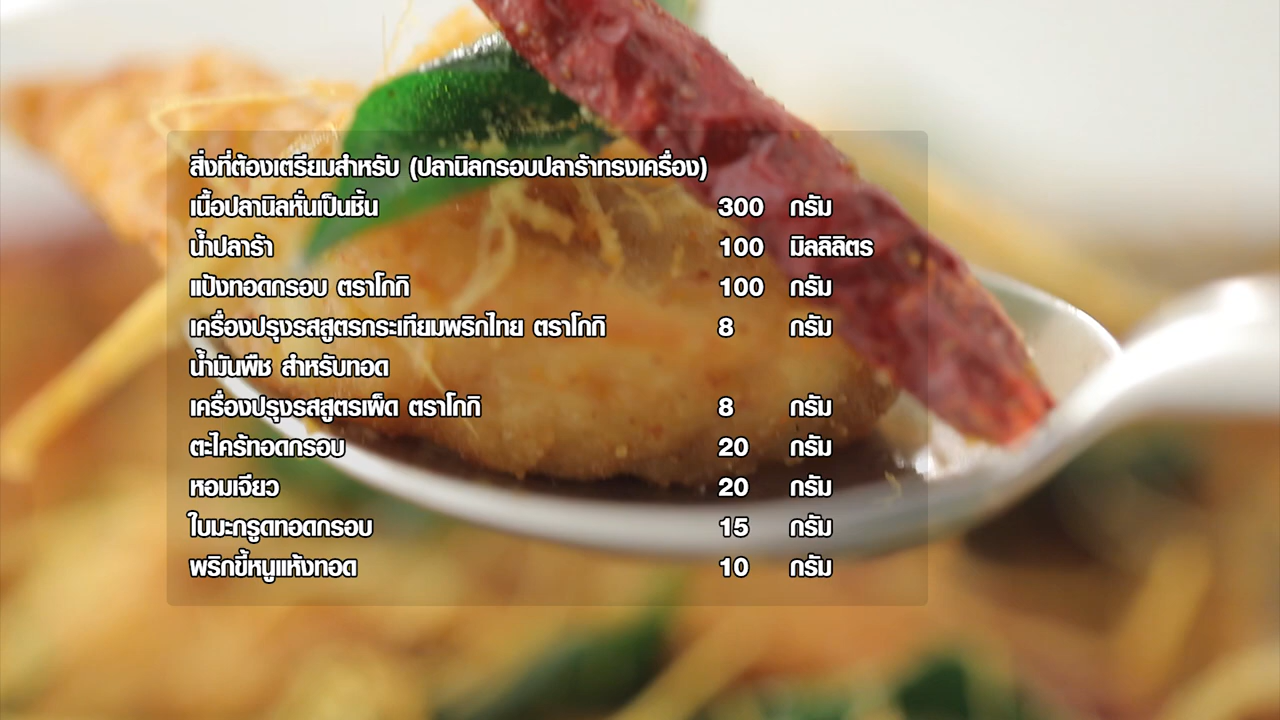 สิ่งที่ต้องเตรียมสำหรับ (ปลานิลกรอบปลาร้าทรงเครื่อง)
เนื้อปลานิลหั่นเป็นชิ้น 300 กรัม
น้ำปลาร้า 100 มิลลิลิตร
แป้งทอดกรอบ ตราโกกิ 100 กรัม
เครื่องปรุงรสสูตรกระเทียมพริกไทย ตราโกกิ 8 กรัม
น้ำมันพืช สำหรับทอด
เครื่องปรุงรสสูตรเผ็ด ตราโกกิ 8 กรัม
ตะไคร้ทอดกรอบ 20 กรัม
หอมเจียว 20 กรัม
ใบมะกรูดทอดกรอบ 15 กรัม
พริกขี้หนูแห้งทอด 10 กรัม